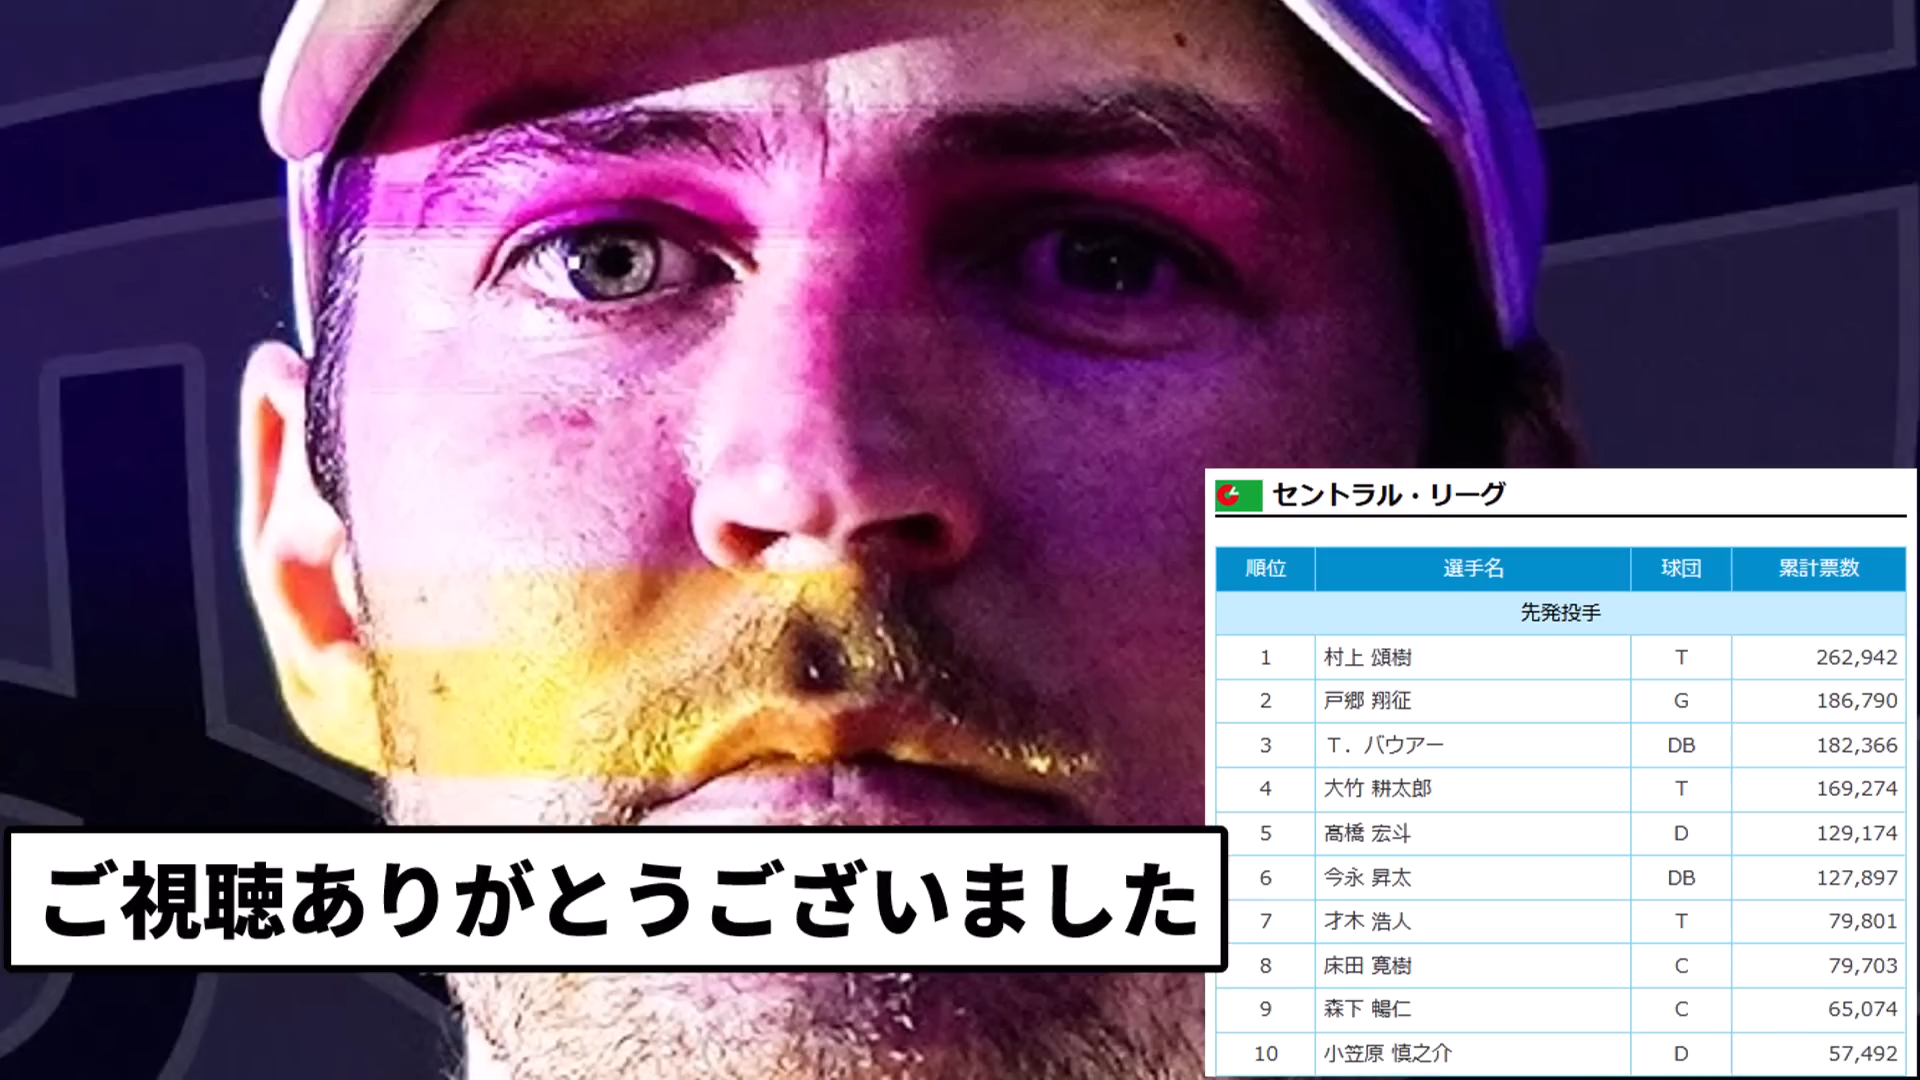 セントラル・リーグ
順位 選手名 球団 累計票数
先発投手
1 村上 頌樹 T 262,942
2 戸郷 翔征 G 186,790
3 Ｔ．バウアー DB 182,366
4 大竹 耕太郎 T 169,274
5 髙橋 宏斗 D 129,174
6 今永 昇太 DB 127,897
7 才木 浩人 T 79,801
8 床田 寛樹 C 79,703
9 森下 暢仁 C 65,074
10 小笠原 慎之介 D 57,492
ご視聴ありがとうございました